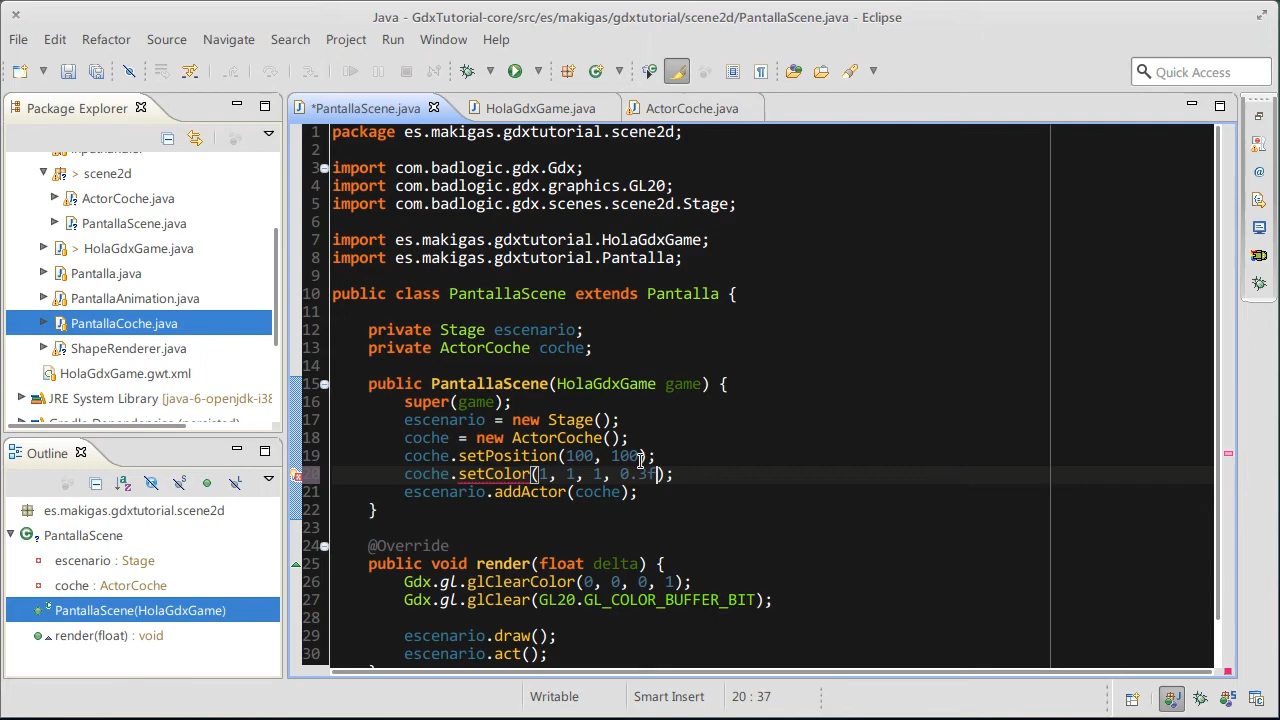 Java - GdxTutorial-core/src/es/makigas/gdxtutorial/scene2d/PantallaScene.java - Eclipse
File Edit Refactor Source Navigate Search Project Run Window Help
Quick Access
Package Explorer
*PantallaScene.java HolaGdxGame.java ActorCoche.java
> scene2d
ActorCoche.java
PantallaScene.java
> HolaGdxGame.java
Pantalla.java
PantallaAnimation.java
PantallaCoche.java
ShapeRenderer.java
HolaGdxGame.gwt.xml
JRE System Library [java-6-openjdk-i38
Outline
es.makigas.gdxtutorial.scene2d
PantallaScene
escenario : Stage
coche : ActorCoche
PantallaScene(HolaGdxGame)
render(float) : void
1 package es.makigas.gdxtutorial.scene2d;
2
3 import com.badlogic.gdx.Gdx;
4 import com.badlogic.gdx.graphics.GL20;
5 import com.badlogic.gdx.scenes.scene2d.Stage;
6
7 import es.makigas.gdxtutorial.HolaGdxGame;
8 import es.makigas.gdxtutorial.Pantalla;
9
10 public class PantallaScene extends Pantalla {
11
12 private Stage escenario;
13 private ActorCoche coche;
14
15 public PantallaScene(HolaGdxGame game) {
16 super(game);
17 escenario = new Stage();
18 coche = new ActorCoche();
19 coche.setPosition(100, 100);
20 coche.setColor(1, 1, 1, 0.3f);
21 escenario.addActor(coche);
22 }
23
24 @Override
25 public void render(float delta) {
26 Gdx.gl.glClearColor(0, 0, 0, 1);
27 Gdx.gl.glClear(GL20.GL_COLOR_BUFFER_BIT);
28
29 escenario.draw();
30 escenario.act();
Writable Smart Insert 20 : 37